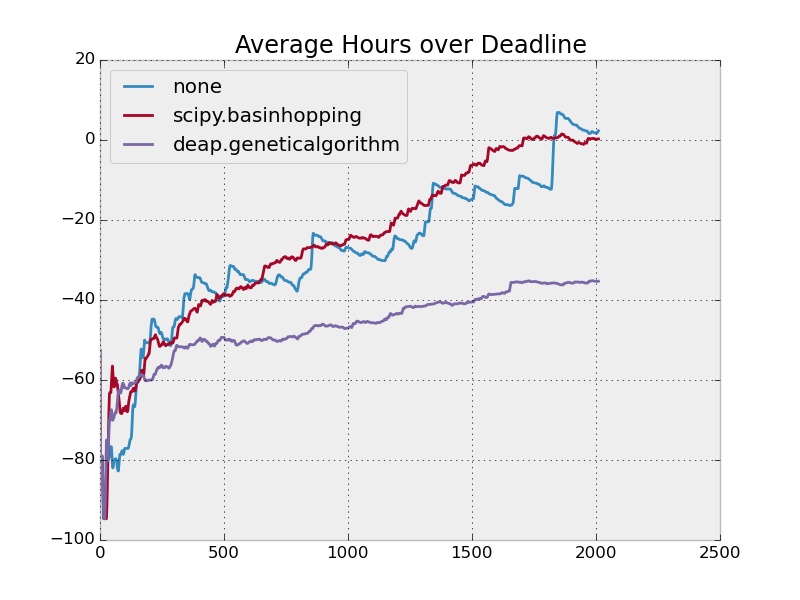 Average Hours over Deadline
none
scipy.basinhopping
deap.geneticalgorithm
20
0
−20
−40
−60
−80
−100
0 500 1000 1500 2000 2500